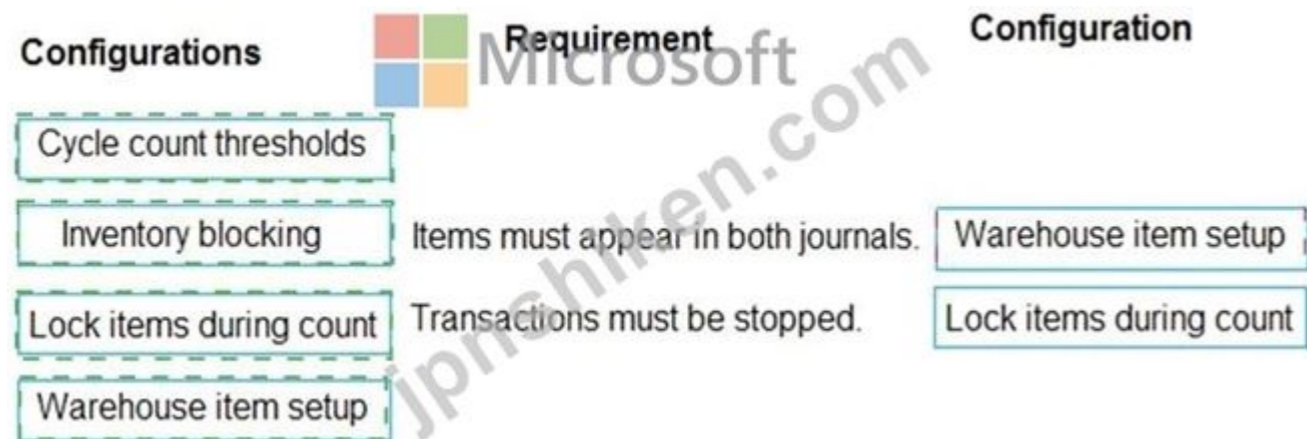 Configurations
Microsoft
Requirement
Configuration
Cycle count thresholds
Inventory blocking
Items must appear in both journals.
Warehouse item setup
Lock items during count
Transactions must be stopped.
Lock items during count
Warehouse item setup
jpnshiken.com